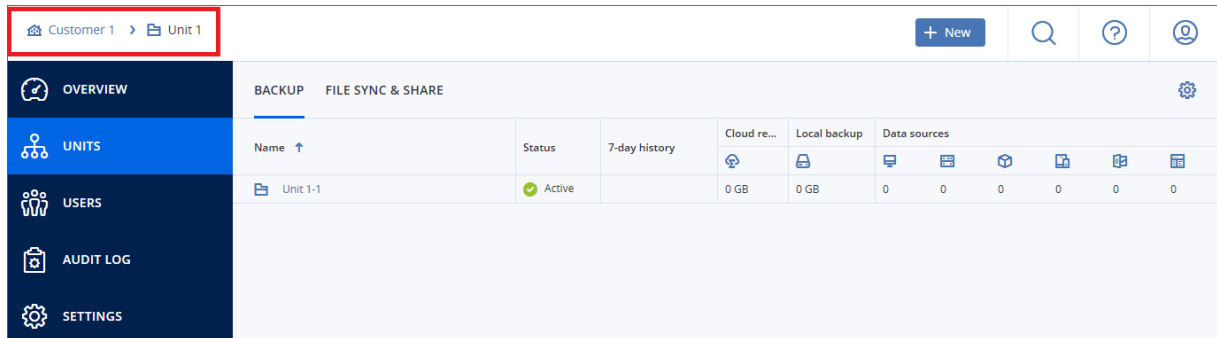 Customer 1 > Unit 1
+ New
OVERVIEW
UNITS
USERS
AUDIT LOG
SETTINGS
BACKUP FILE SYNC & SHARE
Name ↑ Status 7-day history Cloud re... Local backup Data sources
Unit 1-1 Active 0 GB 0 GB 0 0 0 0 0 0